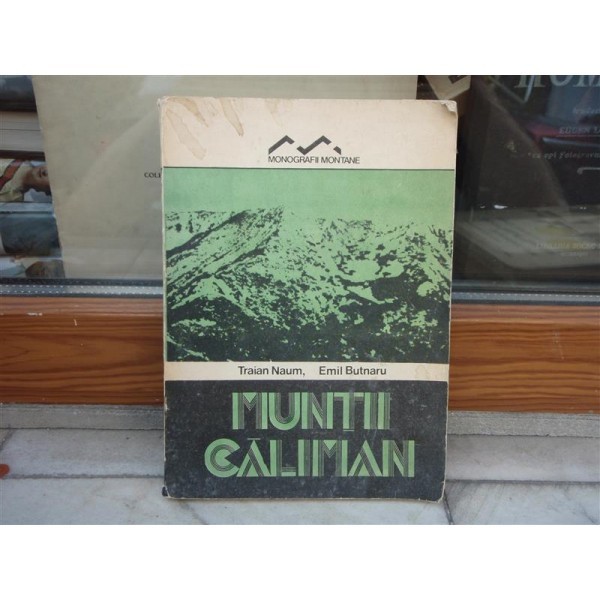 MONOGRAFII MONTANE
Traian Naum, Emil Butnaru
MUNȚII
CĂLIMAN